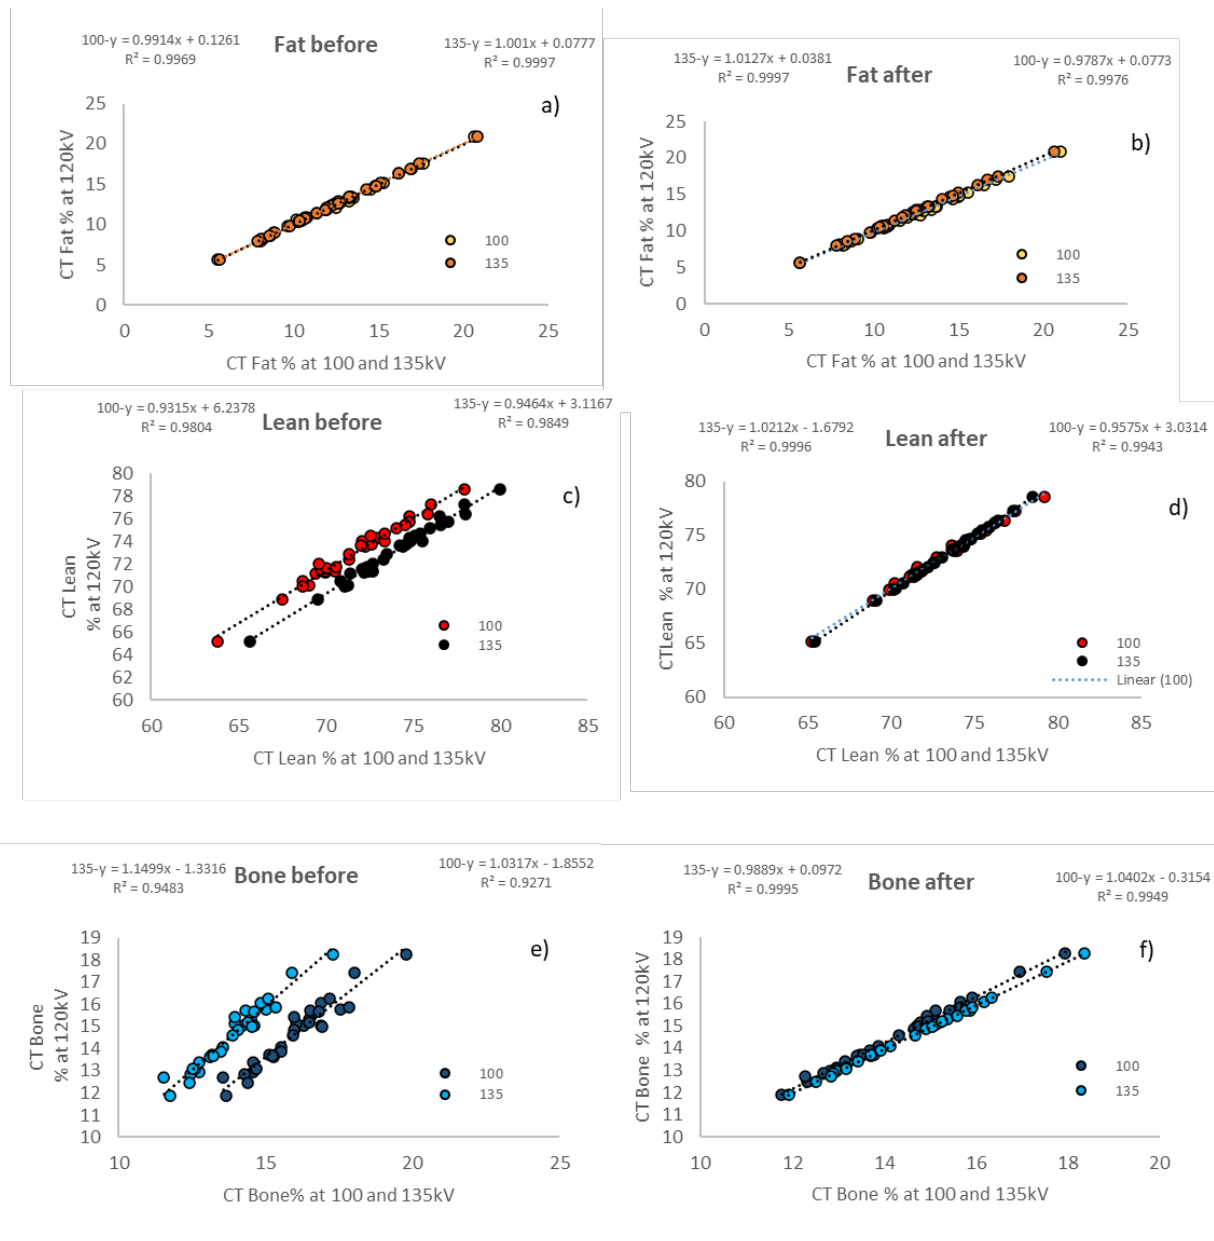 100-y = 0.9914x + 0.1261
R² = 0.9969
Fat before
135-y = 1.001x + 0.0777
R² = 0.9997
a)
CT Fat % at 120kV
25
20
15
10
5
0
100
135
0 5 10 15 20 25
CT Fat % at 100 and 135kV
135-y = 1.0127x + 0.0381
R² = 0.9997
Fat after
100-y = 0.9787x + 0.0773
R² = 0.9976
b)
CT Fat % at 120kV
25
20
15
10
5
0
100
135
0 5 10 15 20 25
CT Fat % at 100 and 135kV
100-y = 0.9315x + 6.2378
R² = 0.9804
Lean before
135-y = 0.9464x + 3.1167
R² = 0.9849
c)
CT Lean
% at 120kV
80
78
76
74
72
70
68
66
64
62
60
100
135
60 65 70 75 80 85
CT Lean % at 100 and 135kV
135-y = 1.0212x - 1.6792
R² = 0.9996
Lean after
100-y = 0.9575x + 3.0314
R² = 0.9943
d)
CTLean % at 120kV
80
75
70
65
60
100
135
Linear (100)
60 65 70 75 80 85
CT Lean % at 100 and 135kV
135-y = 1.1499x - 1.3316
R² = 0.9483
Bone before
100-y = 1.0317x - 1.8552
R² = 0.9271
e)
CT Bone
% at 120kV
19
18
17
16
15
14
13
12
11
10
100
135
10 15 20 25
CT Bone% at 100 and 135kV
135-y = 0.9889x + 0.0972
R² = 0.9995
Bone after
100-y = 1.0402x - 0.3154
R² = 0.9949
f)
CT Bone % at 120kV
19
18
17
16
15
14
13
12
11
10
100
135
10 12 14 16 18 20
CT Bone % at 100 and 135kV